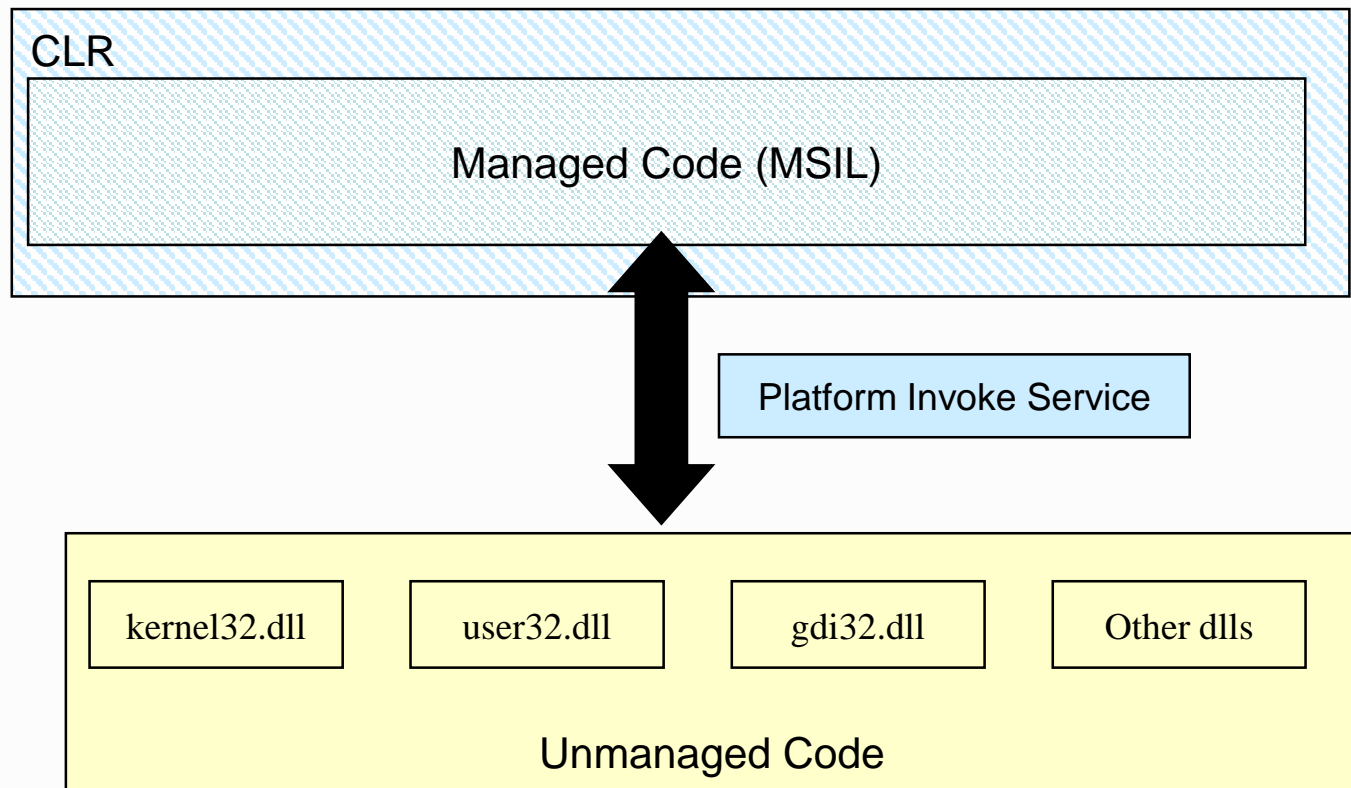 CLR
Managed Code (MSIL)
Platform Invoke Service
kernel32.dll
user32.dll
gdi32.dll
Other dlls
Unmanaged Code